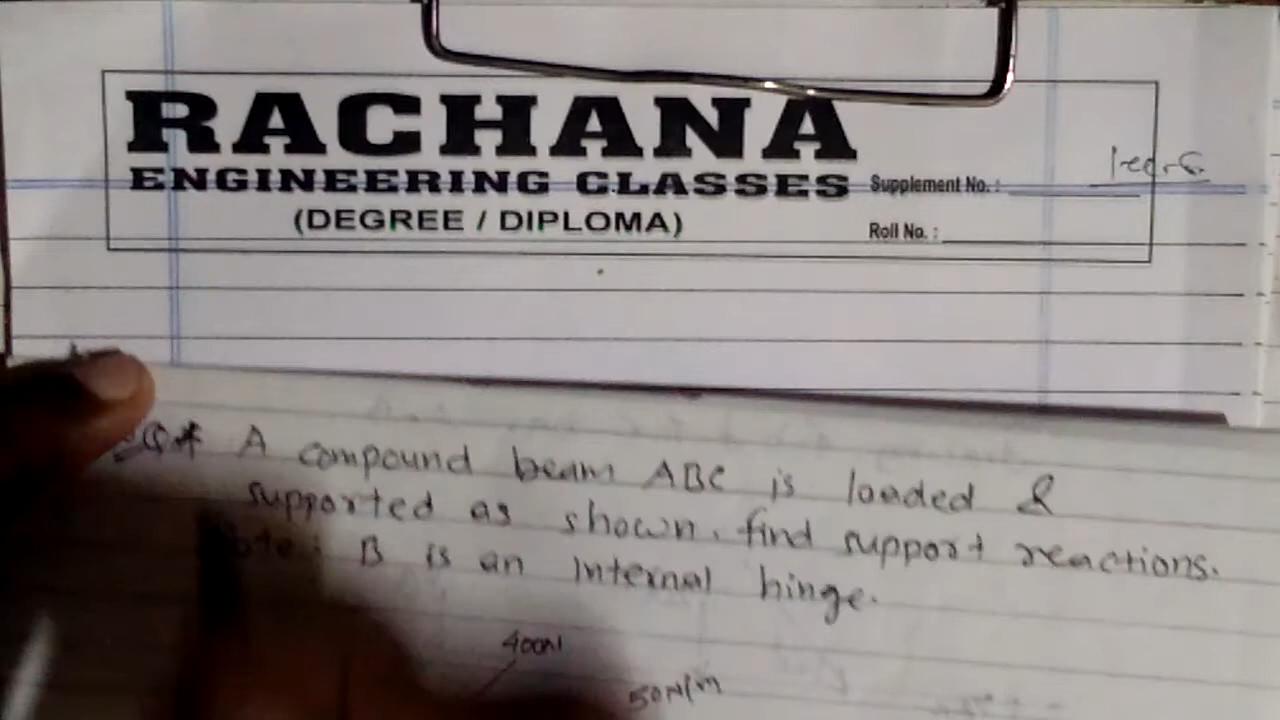 RACHANA
ENGINEERING CLASSES
(DEGREE / DIPLOMA)
Supplement No. :
Roll No. :
Q* A compound beam ABC is loaded &
supported as shown. find support reactions.
Note: B is an Internal hinge.
400N
50N/m